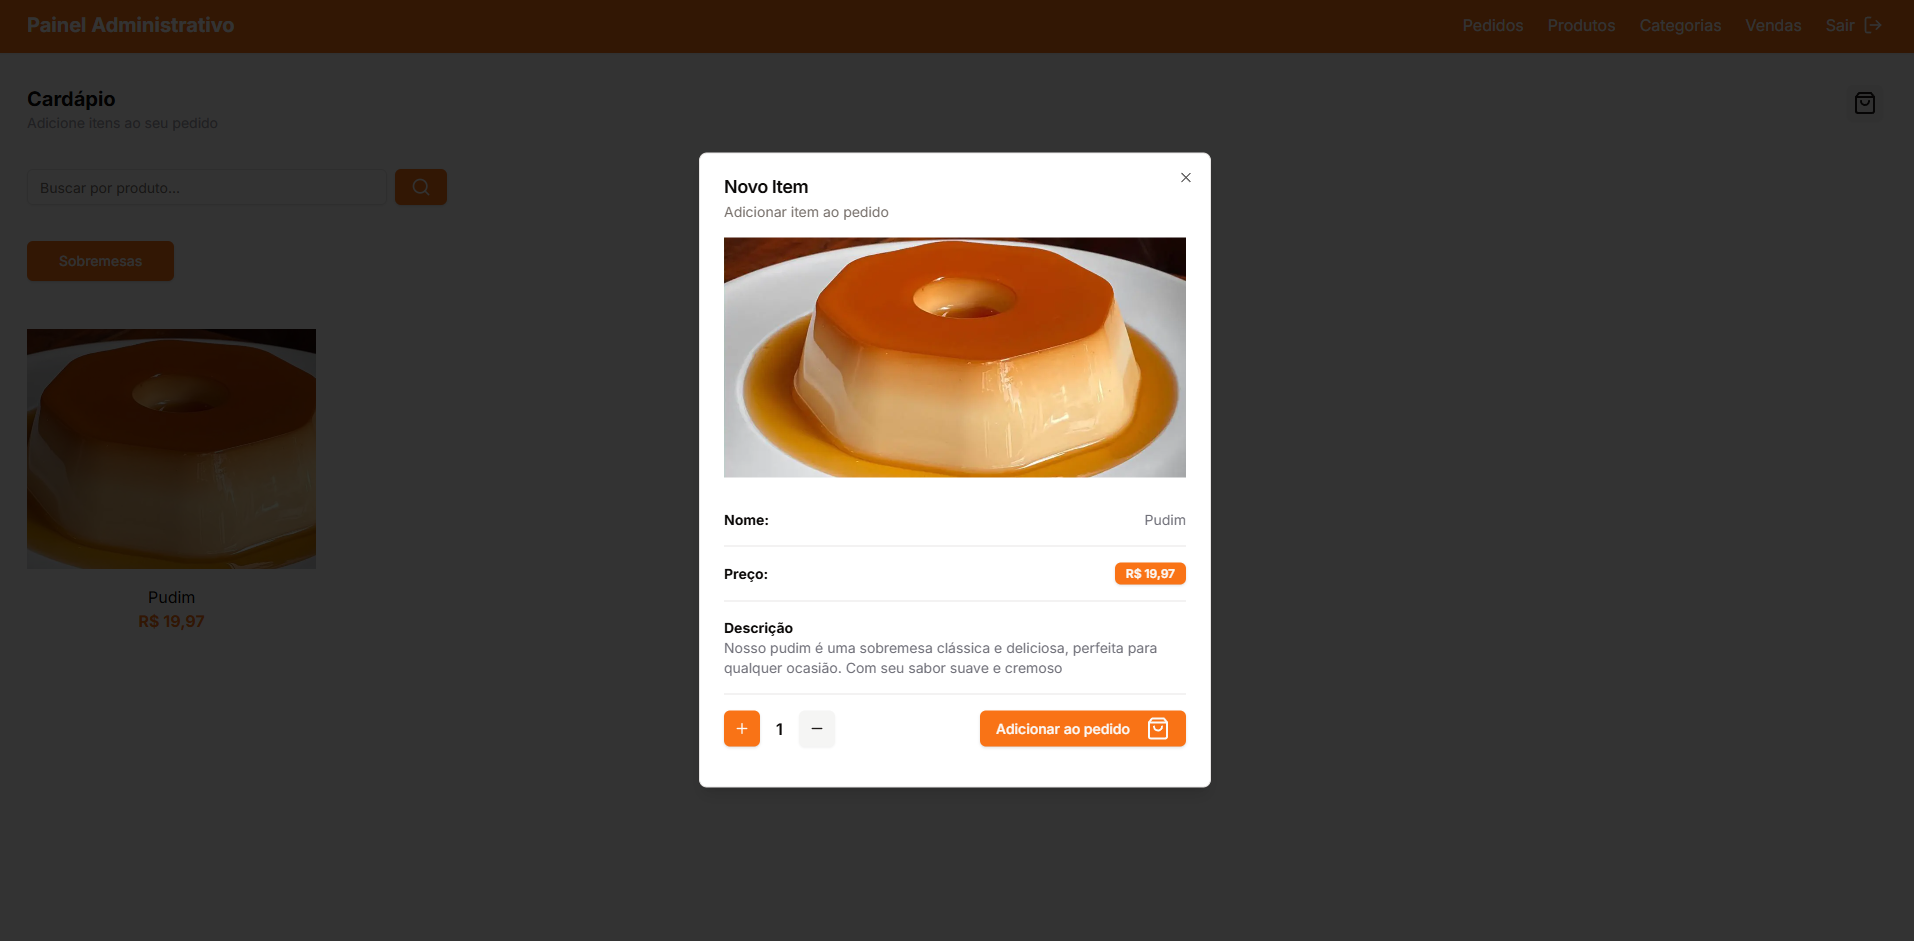 Painel Administrativo
Pedidos
Produtos
Categorias
Vendas
Sair
Cardápio
Adicione itens ao seu pedido
Buscar por produto...
Sobremesas
Pudim
R$ 19,97
Novo Item
Adicionar item ao pedido
Nome:
Pudim
Preço:
R$ 19,97
Descrição
Nosso pudim é uma sobremesa clássica e deliciosa, perfeita para
qualquer ocasião. Com seu sabor suave e cremoso
1
Adicionar ao pedido